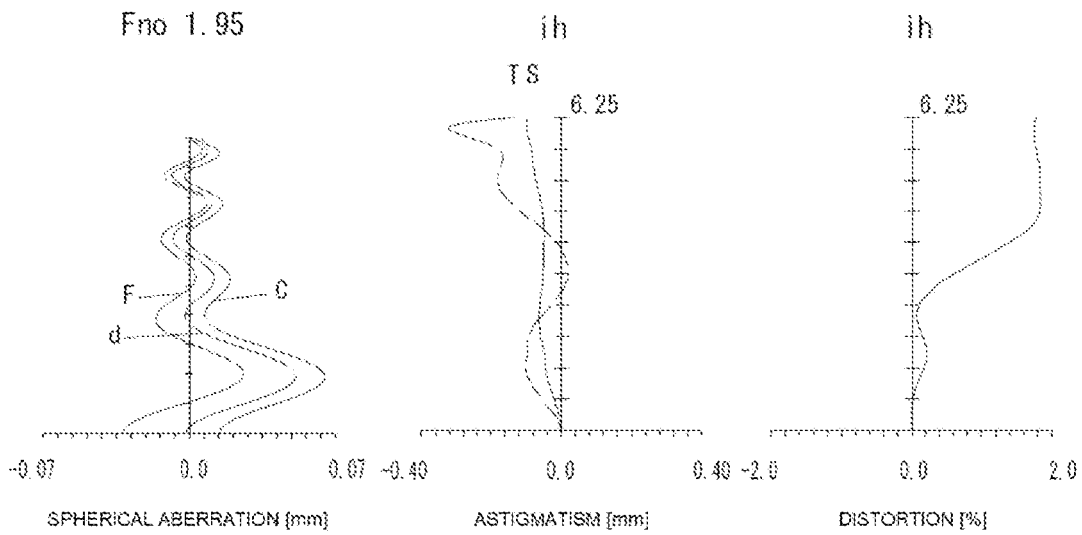 Fno 1.95
ih
ih
T S
6.25
6.25
F
C
d
-0.07
0.0
0.07
-0.40
0.0
0.40
-2.0
0.0
2.0
SPHERICAL ABERRATION [mm]
ASTIGMATISM [mm]
DISTORTION [%]